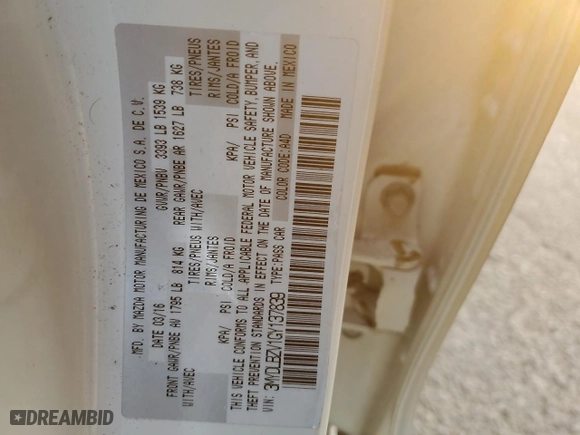 MFD. BY MAZDA MOTOR MANUFACTURING DE MEXICO S.A. DE C.V.
DATE 03/16 GVWR/PNBV 3393 LB 1539 KG
FRONT GAWR/PNBE AV 1795 LB 814 KG REAR GAWR/PNBE AR 1627 LB 738 KG
WITH/AVEC TIRES/PNEUS WITH/AVEC TIRES/PNEUS
RIMS/JANTES RIMS/JANTES
KPA/ PSI COLD/A FROID KPA/ PSI COLD/A FROID
THIS VEHICLE CONFORMS TO ALL APPLICABLE FEDERAL MOTOR VEHICLE SAFETY, BUMPER, AND
THEFT PREVENTION STANDARDS IN EFFECT ON THE DATE OF MANUFACTURE SHOWN ABOVE.
TYPE:PASS CAR COLOR CODE:A4D MADE IN MEXICO
VIN: 3MYDLBZV1GY137839
DREAMBID